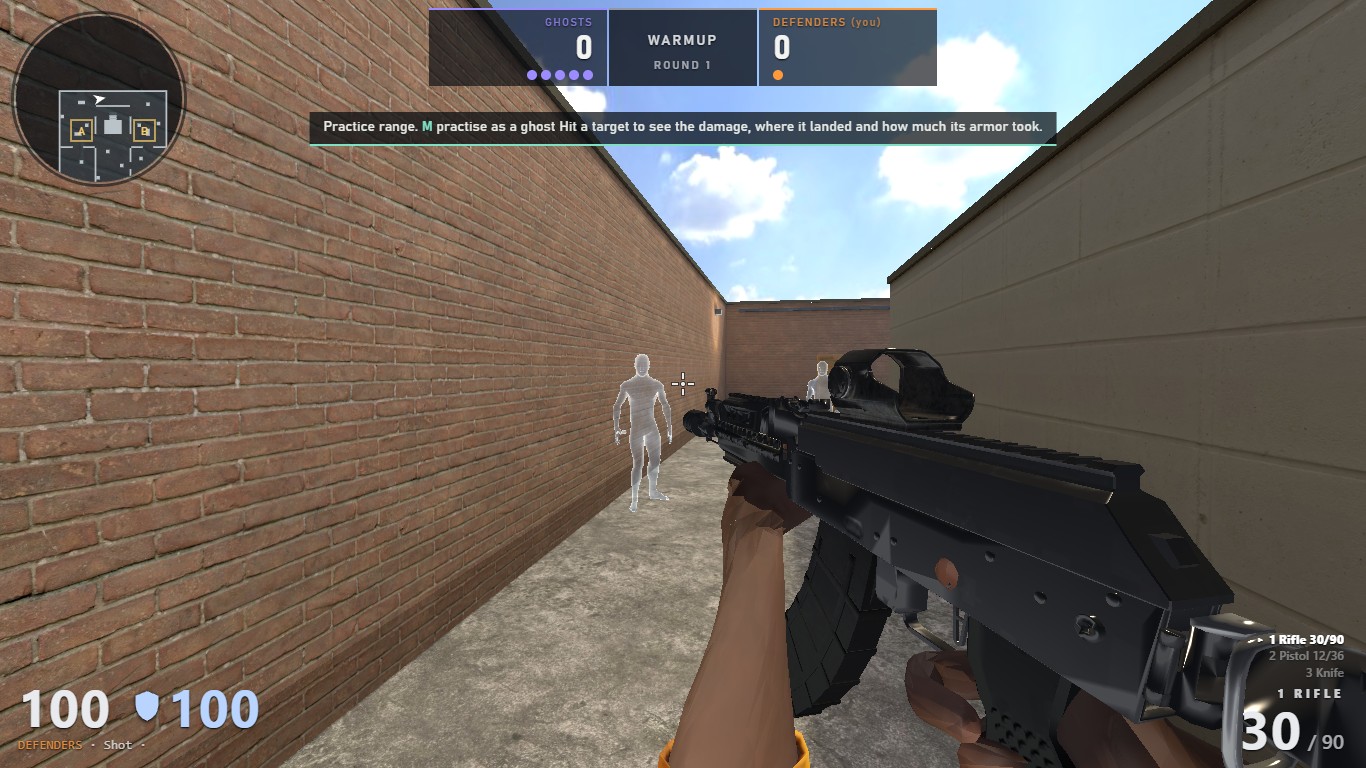 GHOSTS
0
WARMUP
ROUND 1
DEFENDERS (you)
0
A
B
Practice range. M practise as a ghost Hit a target to see the damage, where it landed and how much its armor took.
1 Rifle 30/90
2 Pistol 12/36
3 Knife
1 RIFLE
30 / 90
100 100
DEFENDERS · Shot ·